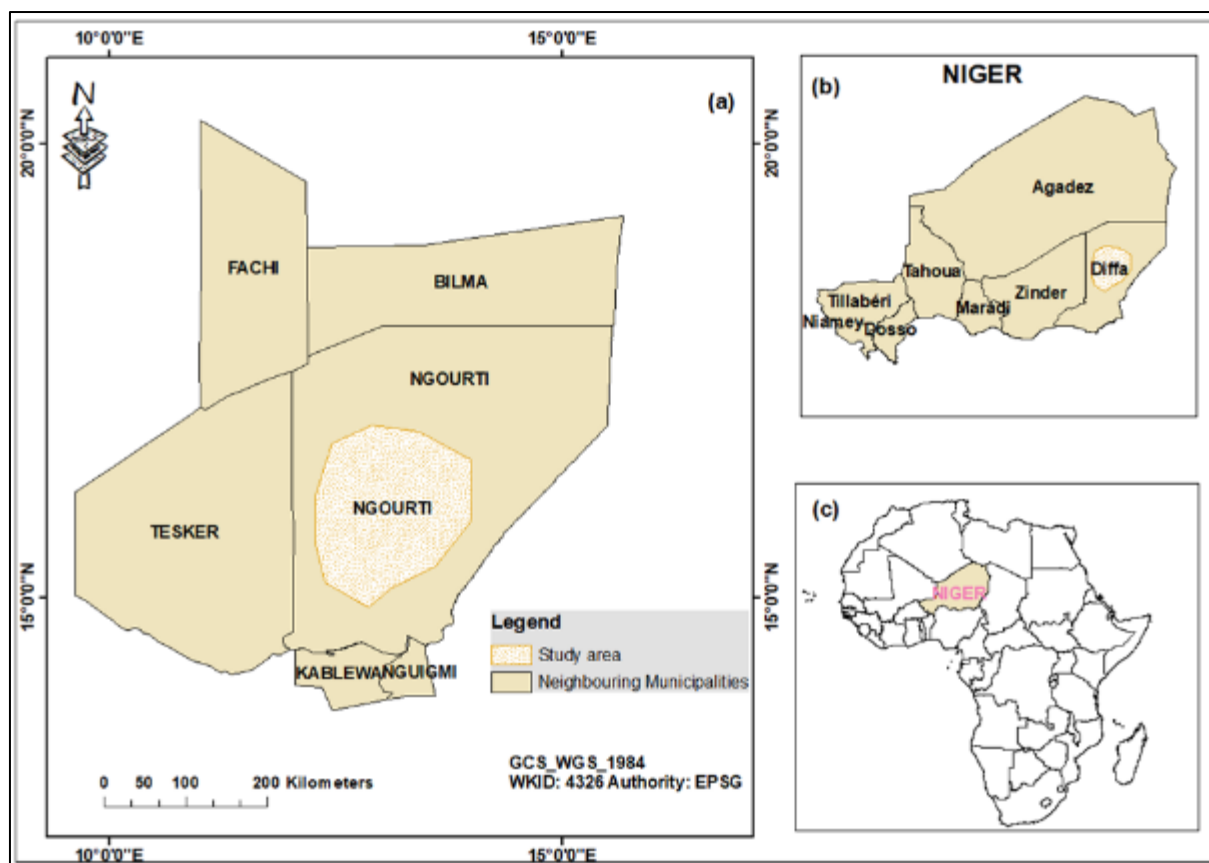 10°0'0"E 15°0'0"E
N
(a)
20°0'0"N 20°0'0"N
FACHI
BILMA
NGOURTI
TESKER
NGOURTI
15°0'0"N 15°0'0"N
KABLEWA
NGUIGMI
Legend
Study area
Neighbouring Municipalities
0 50 100 200 Kilometers
GCS_WGS_1984
WKID: 4326 Authority: EPSG
10°0'0"E 15°0'0"E
(b)
NIGER
Agadez
Tahoua
Diffa
Tillabéri
Zinder
Maradi
Niamey
Dosso
(c)
NIGER